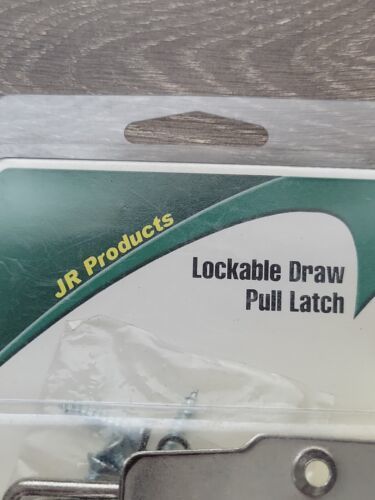 JR Products
Lockable Draw
Pull Latch